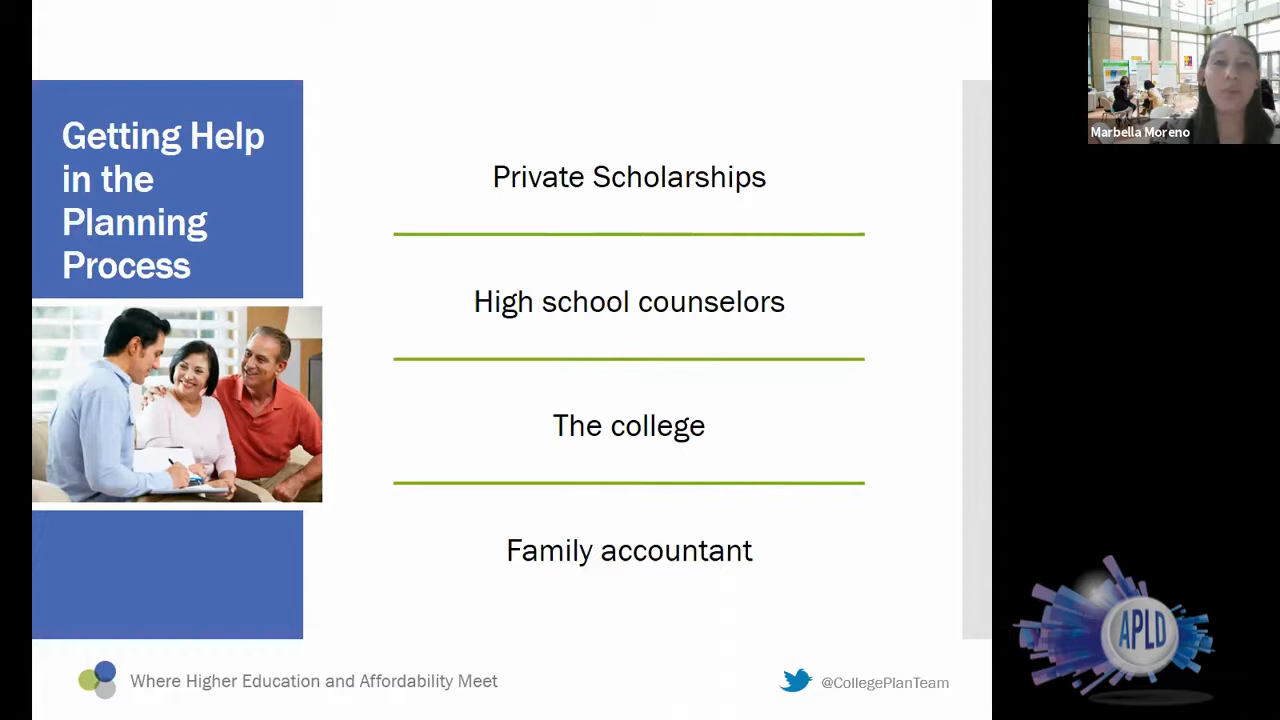 Getting Help
in the
Planning
Process
Private Scholarships
High school counselors
The college
Family accountant
Where Higher Education and Affordability Meet
@CollegePlanTeam
Marbella Moreno
APLD